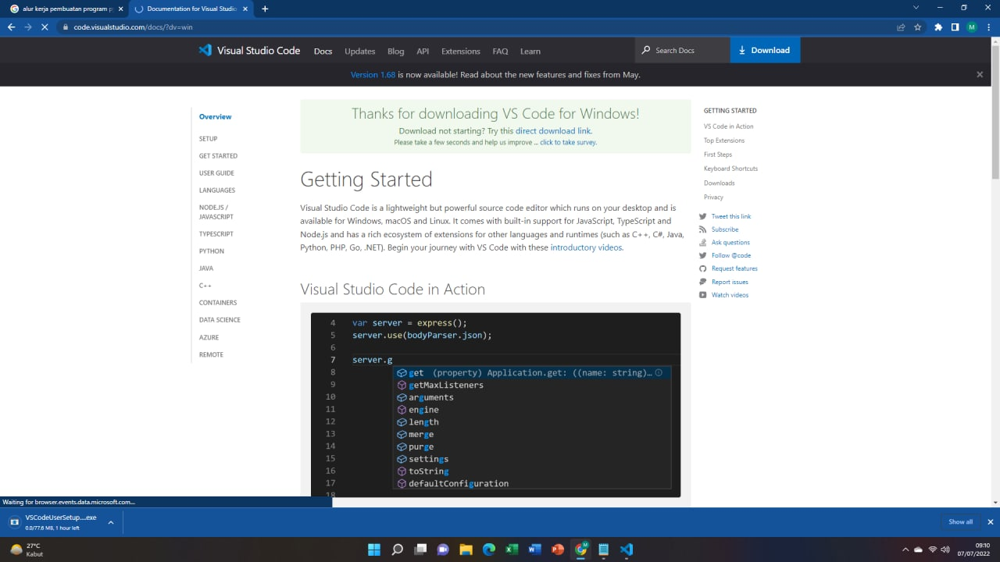 alur kerja pembuatan program py
Documentation for Visual Studio
code.visualstudio.com/docs/?dv=win
M
Visual Studio Code
Docs
Updates
Blog
API
Extensions
FAQ
Learn
Search Docs
Download
Version 1.68 is now available! Read about the new features and fixes from May.
Overview
SETUP
GET STARTED
USER GUIDE
LANGUAGES
NODE.JS /
JAVASCRIPT
TYPESCRIPT
PYTHON
JAVA
C++
CONTAINERS
DATA SCIENCE
AZURE
REMOTE
Thanks for downloading VS Code for Windows!
Download not starting? Try this direct download link.
Please take a few seconds and help us improve ... click to take survey.
Getting Started
Visual Studio Code is a lightweight but powerful source code editor which runs on your desktop and is
available for Windows, macOS and Linux. It comes with built-in support for JavaScript, TypeScript and
Node.js and has a rich ecosystem of extensions for other languages and runtimes (such as C++, C#, Java,
Python, PHP, Go, .NET). Begin your journey with VS Code with these introductory videos.
Visual Studio Code in Action
4 var server = express();
5 server.use(bodyParser.json);
6
7 server.g
8 get (property) Application.get: ((name: string)…
9 getMaxListeners
10 arguments
11 engine
12 length
13 merge
14 purge
15 settings
16 toString
17 defaultConfiguration
18
GETTING STARTED
VS Code in Action
Top Extensions
First Steps
Keyboard Shortcuts
Downloads
Privacy
Tweet this link
Subscribe
Ask questions
Follow @code
Request features
Report issues
Watch videos
Waiting for browser.events.data.microsoft.com...
VSCodeUserSetup....exe
0.0/77.6 MB, 1 hour left
Show all
27°C
Kabut
M
09:10
07/07/2022